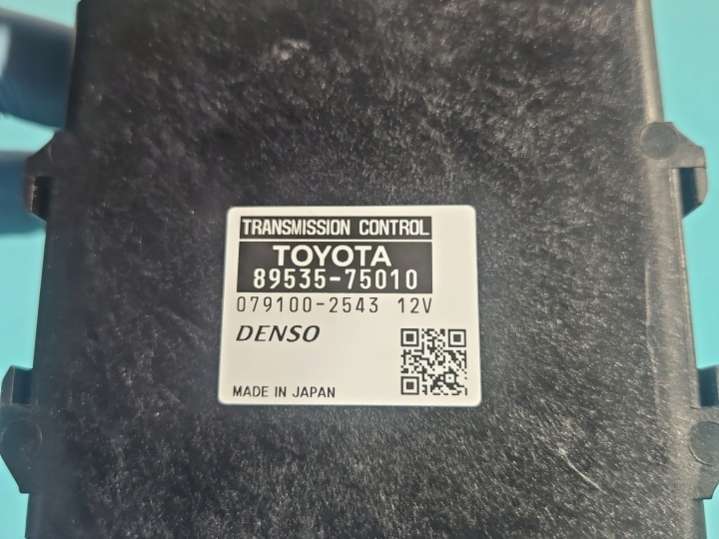 TRANSMISSION CONTROL
TOYOTA
89535-75010
079100-2543 12V
DENSO
MADE IN JAPAN